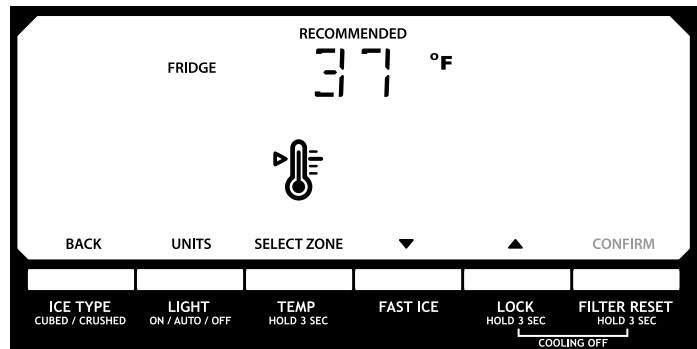 RECOMMENDED
FRIDGE 37 °F
BACK UNITS SELECT ZONE ▼ ▲ CONFIRM
ICE TYPE LIGHT TEMP FAST ICE LOCK FILTER RESET
CUBED / CRUSHED ON / AUTO / OFF HOLD 3 SEC HOLD 3 SEC HOLD 3 SEC
COOLING OFF